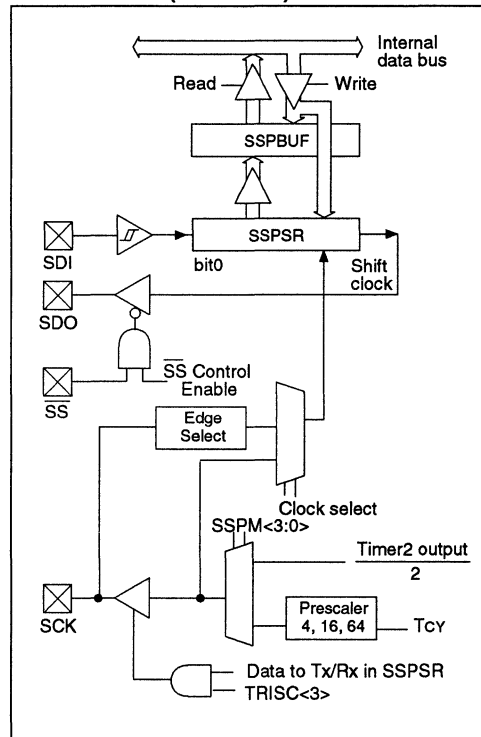 Internal
data bus
Read
Write
SSPBUF
SSPSR
SDI
bit0
Shift
clock
SDO
SS
SS Control
Enable
Edge
Select
Clock select
SSPM<3:0>
Timer2 output
2
SCK
Prescaler
4, 16, 64
TCY
Data to Tx/Rx in SSPSR
TRISC<3>